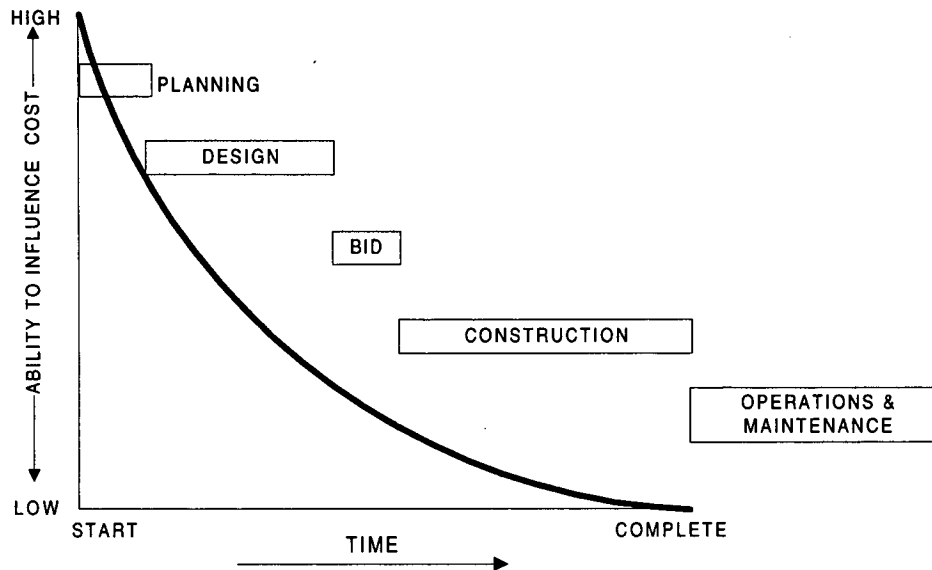 HIGH
ABILITY TO INFLUENCE COST
PLANNING
DESIGN
BID
CONSTRUCTION
OPERATIONS &
MAINTENANCE
LOW
START
COMPLETE
TIME